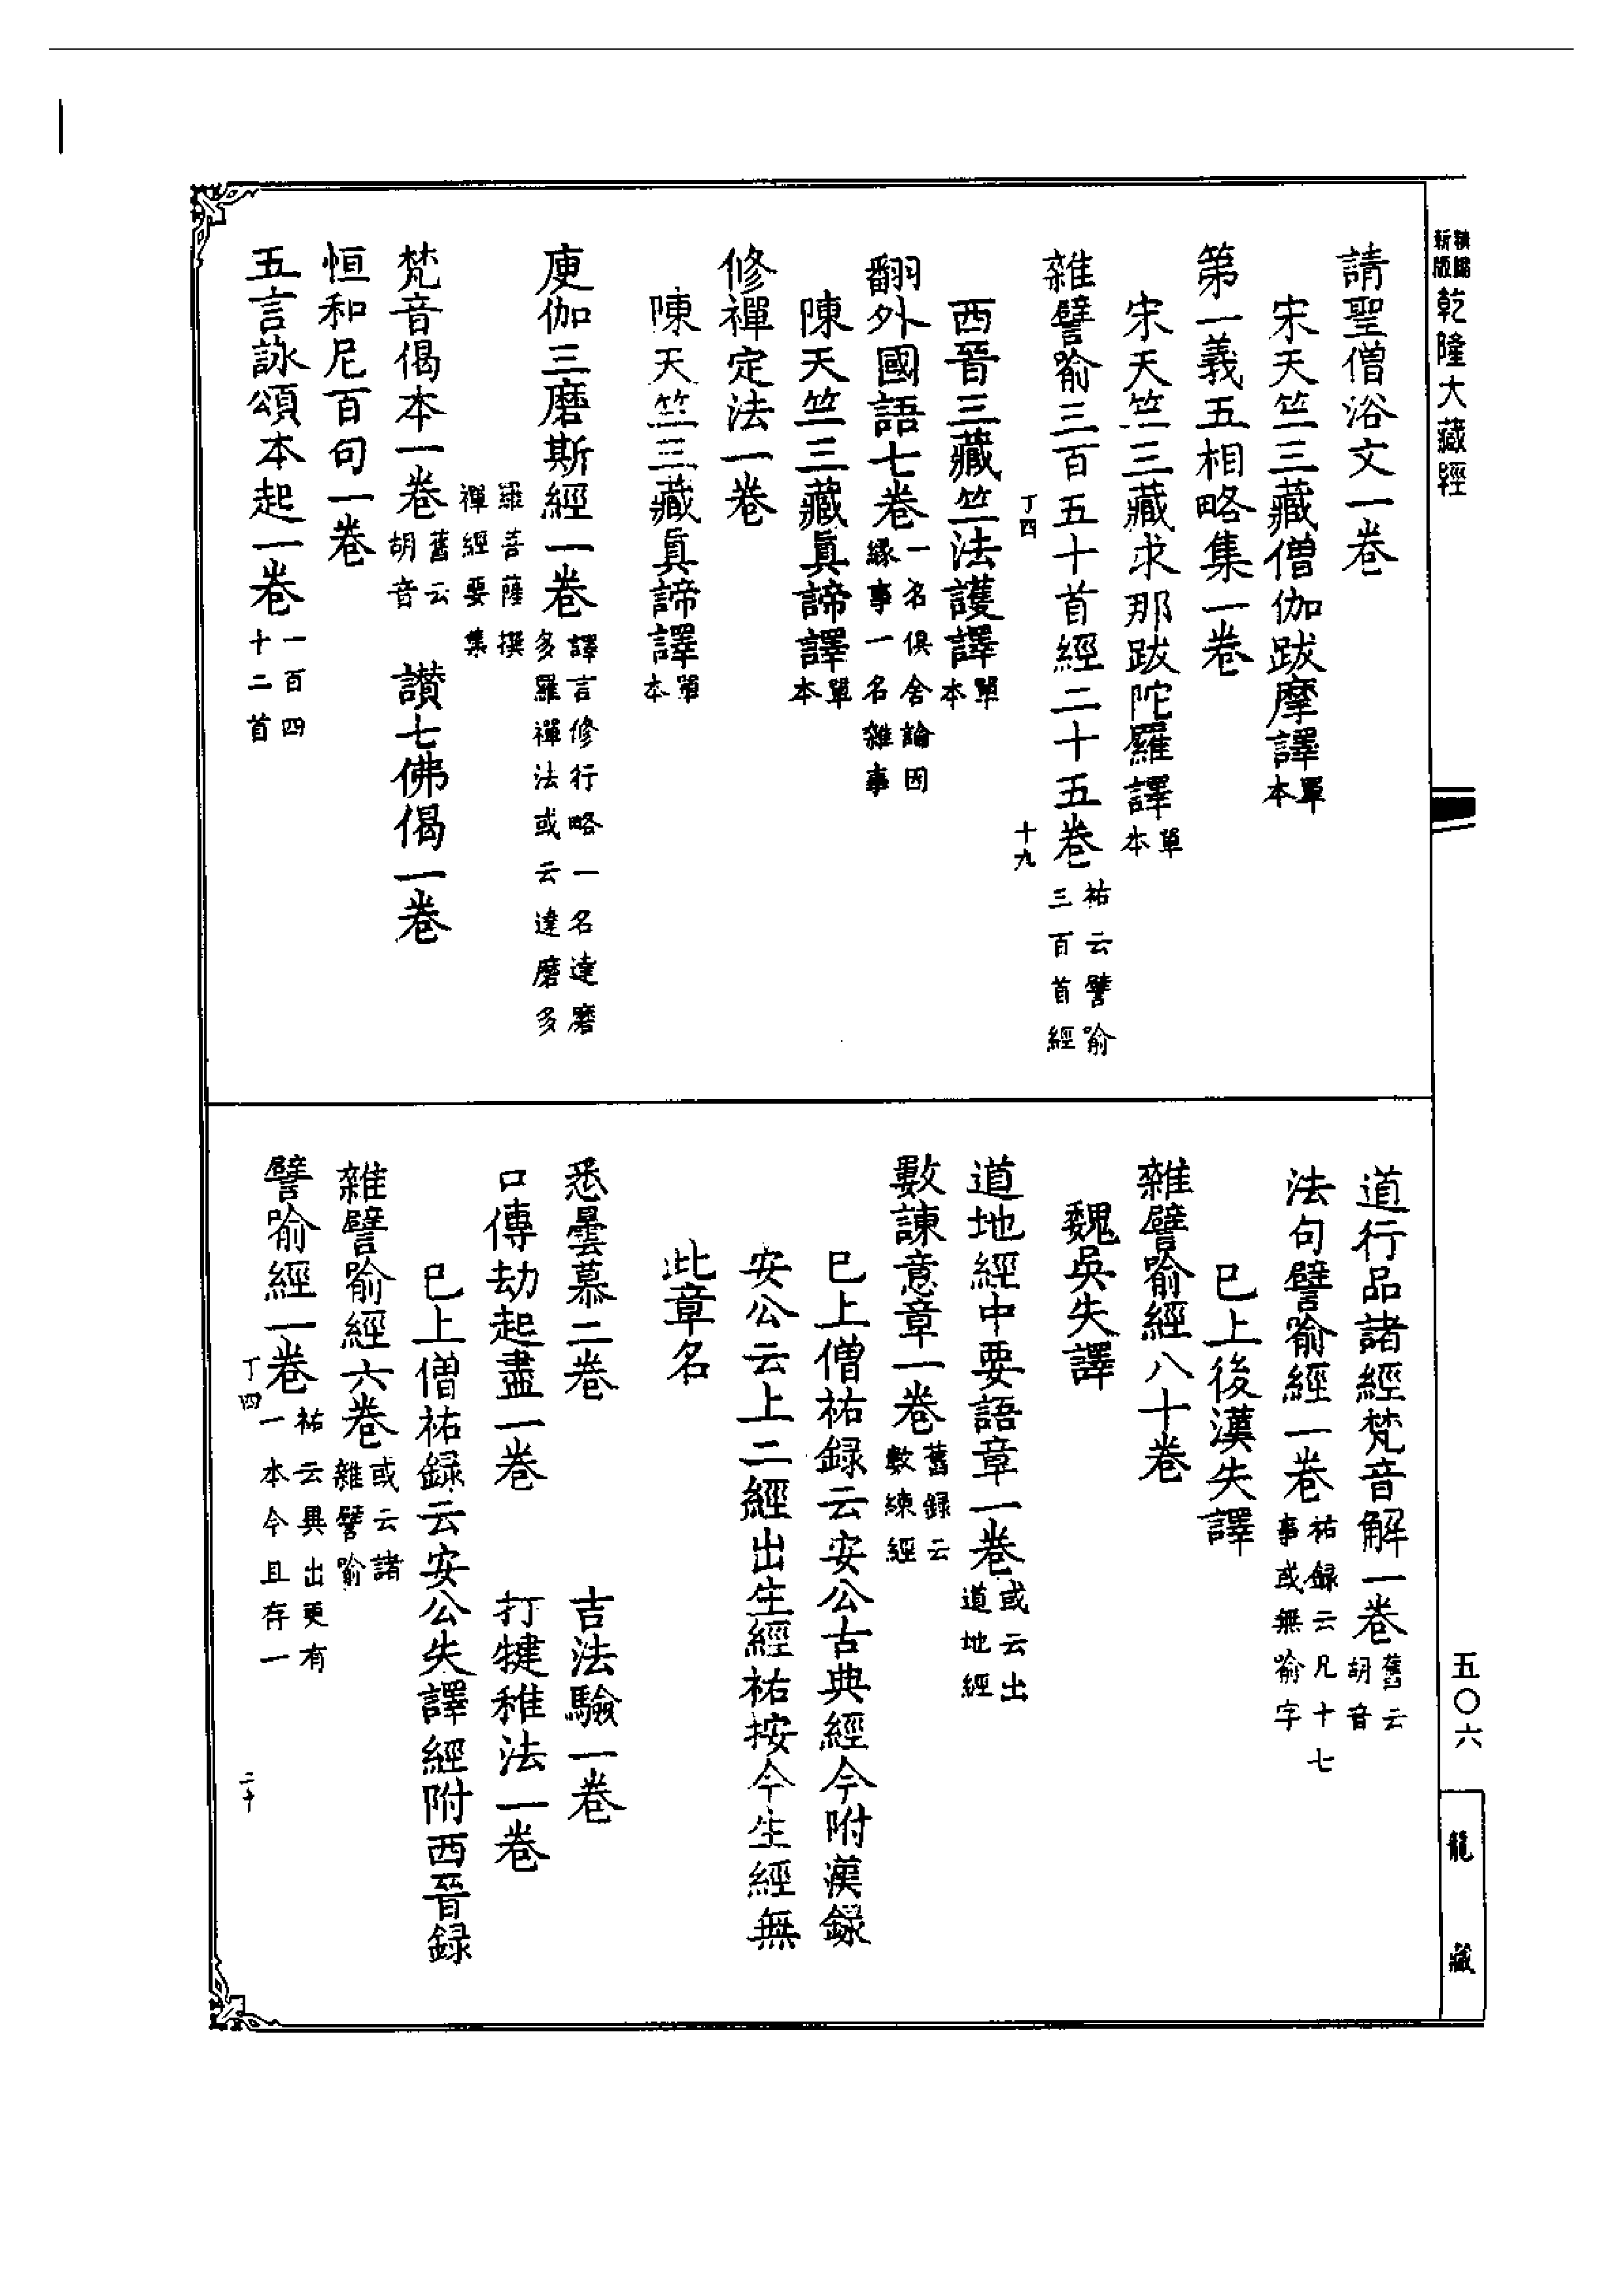 新版 乾隆大藏經
請聖僧浴文一卷
宋天竺三藏僧伽跋摩譯單本
第一義五相略集一卷
宋天竺三藏求那跋陀羅譯單本
雜譬喻三百五十首經二十五卷祐云譬喻三百首經
丁四 十九
西晉三藏竺法護譯單本
翻外國語七卷一名俱舍論因緣事一名雜事
陳天竺三藏眞諦譯單本
修禪定法一卷
陳天竺三藏眞諦譯單本
庾伽三磨斯經一卷譯言修行略一名達磨多羅禪法或云達磨多
羅菩薩撰禪經要集
梵音偈本一卷舊云胡音 讃七佛偈一卷
恒和尼百句一卷
五言詠頌本起一卷一百四十二首
道行品諸經梵音解一卷舊云胡音
法句譬喻經一卷祐録云凡十七事或無喻字
已上後漢失譯
雜譬喻經八十卷
魏吳失譯
道地經中要語章一卷或云出道地經
數諫意章一卷舊録云數練經
已上僧祐録云安公古典經今附漢録
安公云上二經出生經祐按今生經無
此章名
悉曇慕二卷 吉法驗一卷
口傳劫起盡一卷 打犍稚法一卷
已上僧祐録云安公失譯經附西晉録
雜譬喻經六卷或云諸雜譬喻
譬喻經一卷祐云異出更有一本今且存一
丁四 二十
五〇六
龍藏